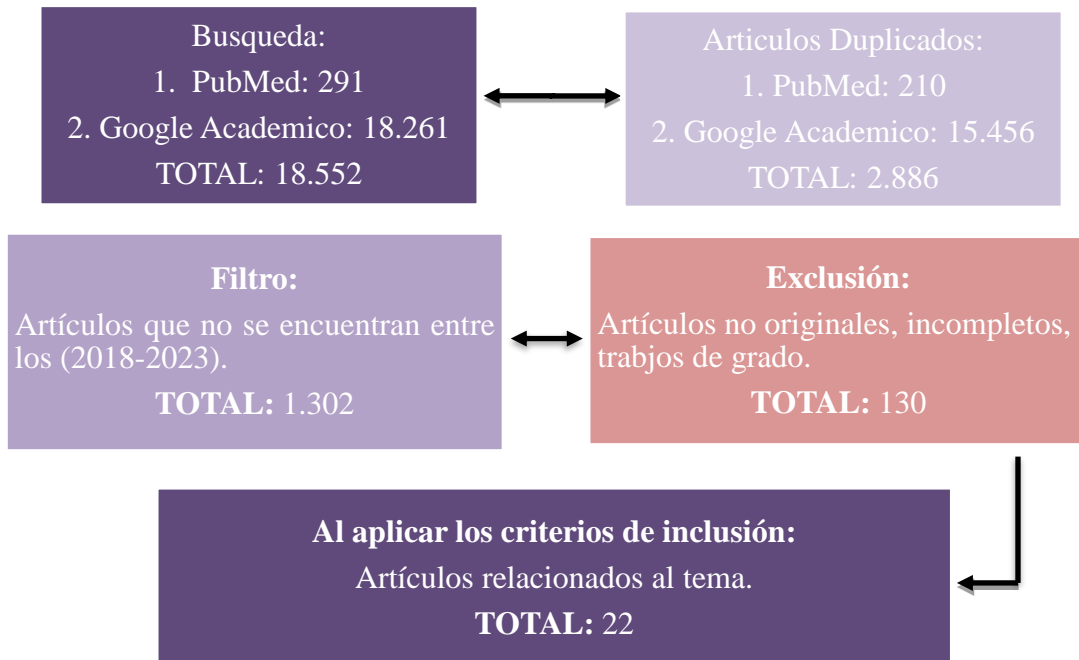 Busqueda:
1. PubMed: 291
2. Google Academico: 18.261
TOTAL: 18.552
Articulos Duplicados:
1. PubMed: 210
2. Google Academico: 15.456
TOTAL: 2.886
Filtro:
Artículos que no se encuentran entre
los (2018-2023).
TOTAL: 1.302
Exclusión:
Artículos no originales, incompletos,
trabjos de grado.
TOTAL: 130
Al aplicar los criterios de inclusión:
Artículos relacionados al tema.
TOTAL: 22